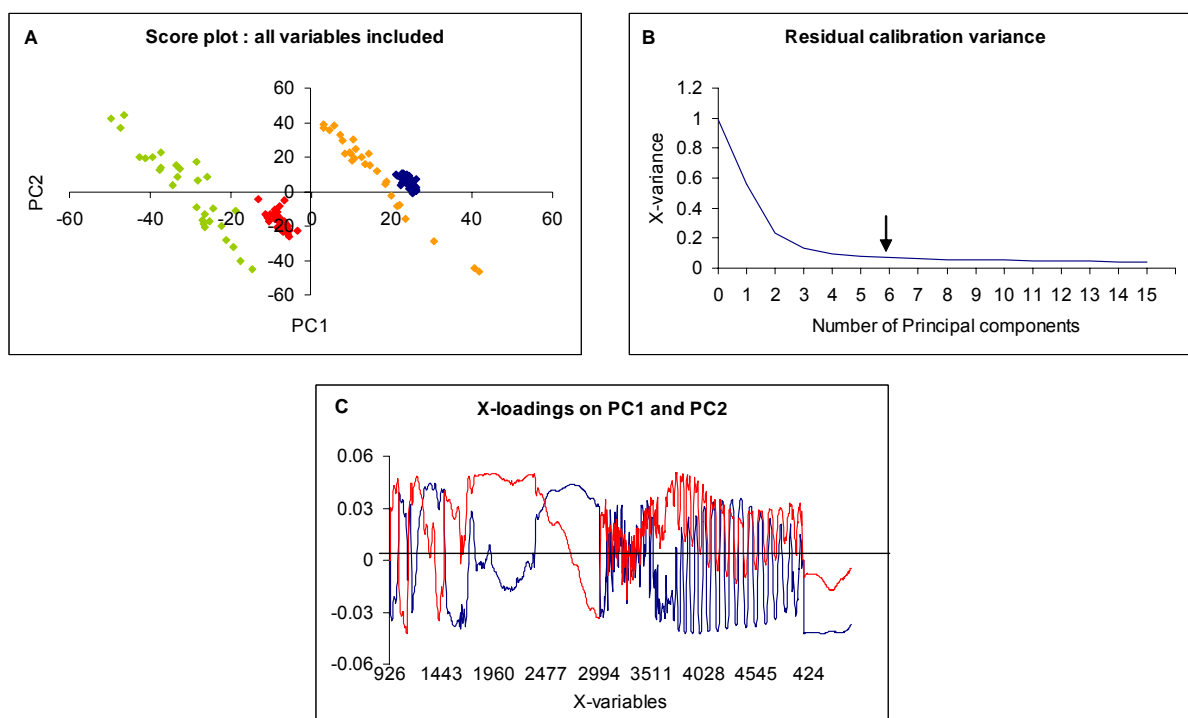 A
Score plot : all variables included
60
40
20
0
-20
-40
-60
-60 -40 -20 0 20 40 60
PC2
PC1
B
Residual calibration variance
1.2
1
0.8
0.6
0.4
0.2
0
0 1 2 3 4 5 6 7 8 9 10 11 12 13 14 15
X-variance
Number of Principal components
C
X-loadings on PC1 and PC2
0.06
0.03
0
-0.03
-0.06
926 1443 1960 2477 2994 3511 4028 4545 424
X-variables